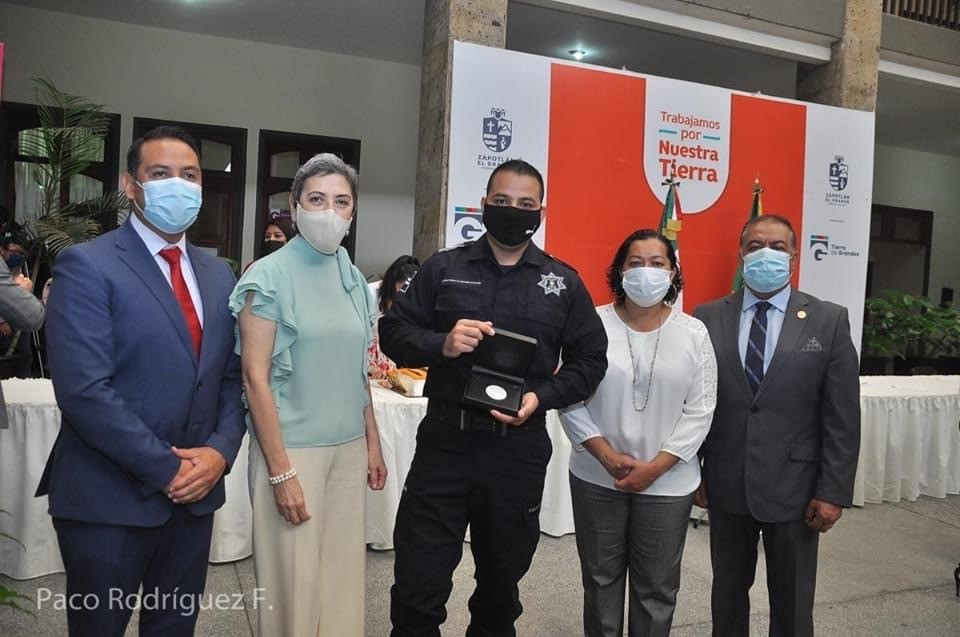 Trabajamos
por
Nuestra
Tierra
ZAPOTLÁN
EL GRANDE
ZAPOTLÁN
EL GRANDE
G
Tierra
de Grandes
Paco Rodríguez F.